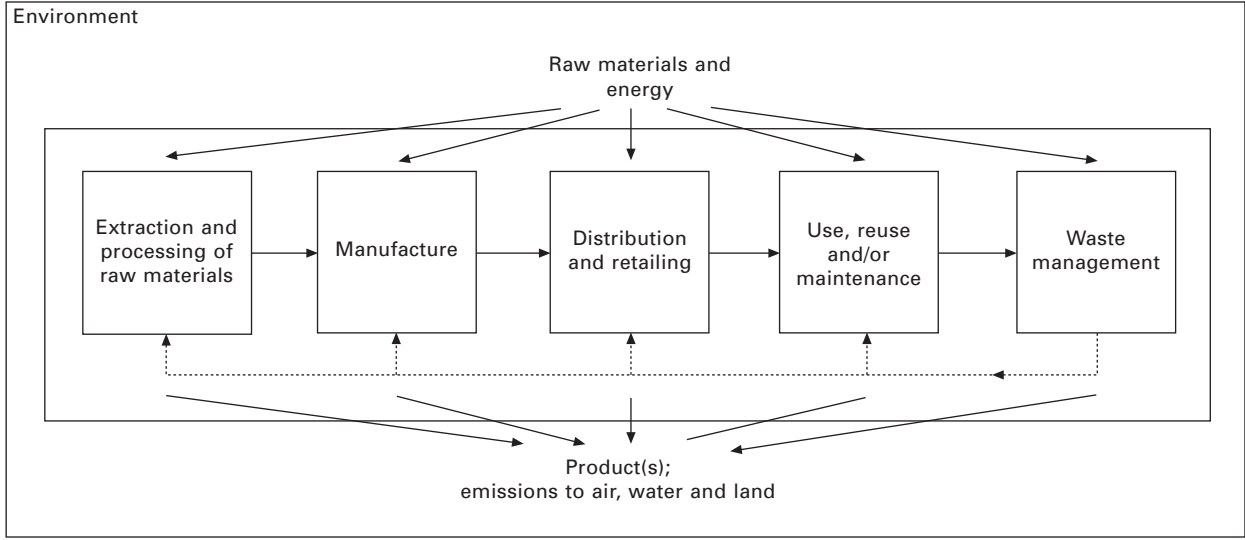 Environment
Raw materials and
energy
Extraction and
processing of
raw materials
Manufacture
Distribution
and retailing
Use, reuse
and/or
maintenance
Waste
management
Product(s);
emissions to air, water and land